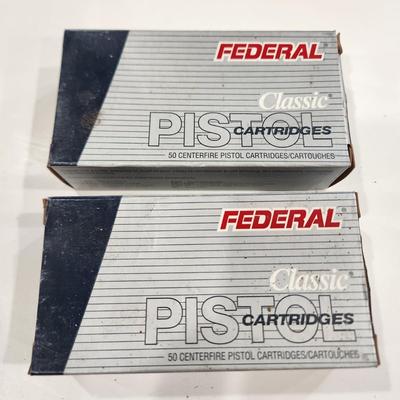 FEDERAL
Classic®
PISTOL
CARTRIDGES
50 CENTERFIRE PISTOL CARTRIDGES/CARTOUCHES
FEDERAL
Classic®
PISTOL
CARTRIDGES
50 CENTERFIRE PISTOL CARTRIDGES/CARTOUCHES